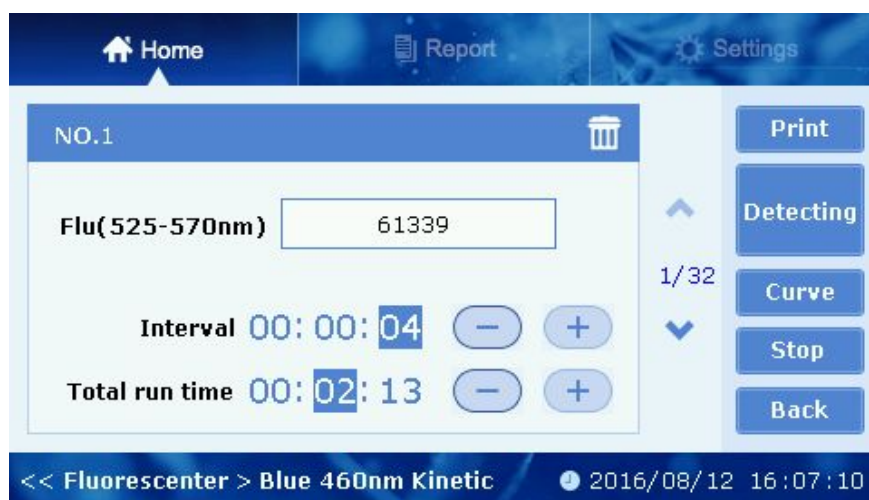 Home Report Settings
NO.1
Flu(525-570nm) 61339
Interval 00:00:04 − +
Total run time 00:02:13 − +
1/32
Print
Detecting
Curve
Stop
Back
<< Fluorescenter > Blue 460nm Kinetic 2016/08/12 16:07:10